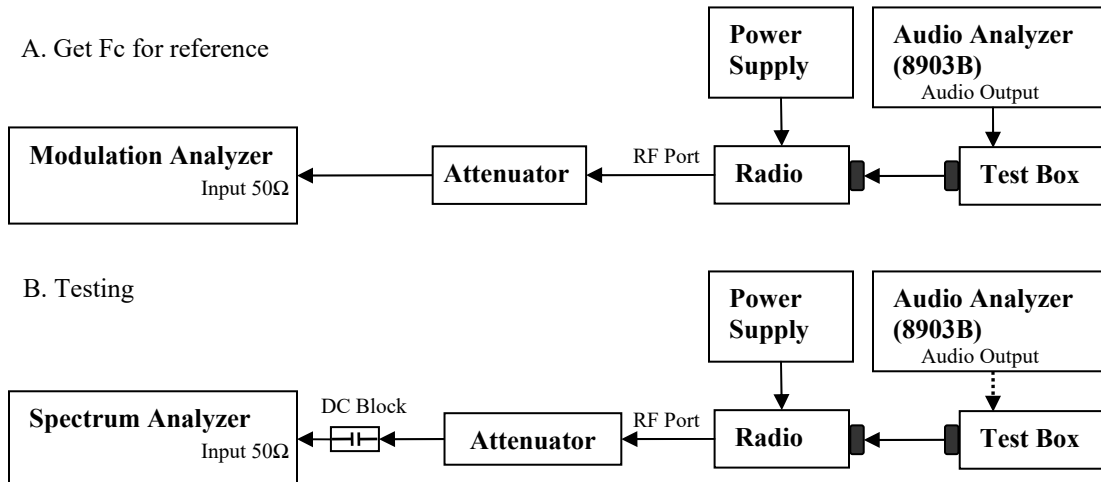 A. Get Fc for reference
Power
Supply
Audio Analyzer
(8903B)
Audio Output
Modulation Analyzer
Input 50Ω
Attenuator
RF Port
Radio
Test Box
B. Testing
Power
Supply
Audio Analyzer
(8903B)
Audio Output
Spectrum Analyzer
Input 50Ω
DC Block
Attenuator
RF Port
Radio
Test Box